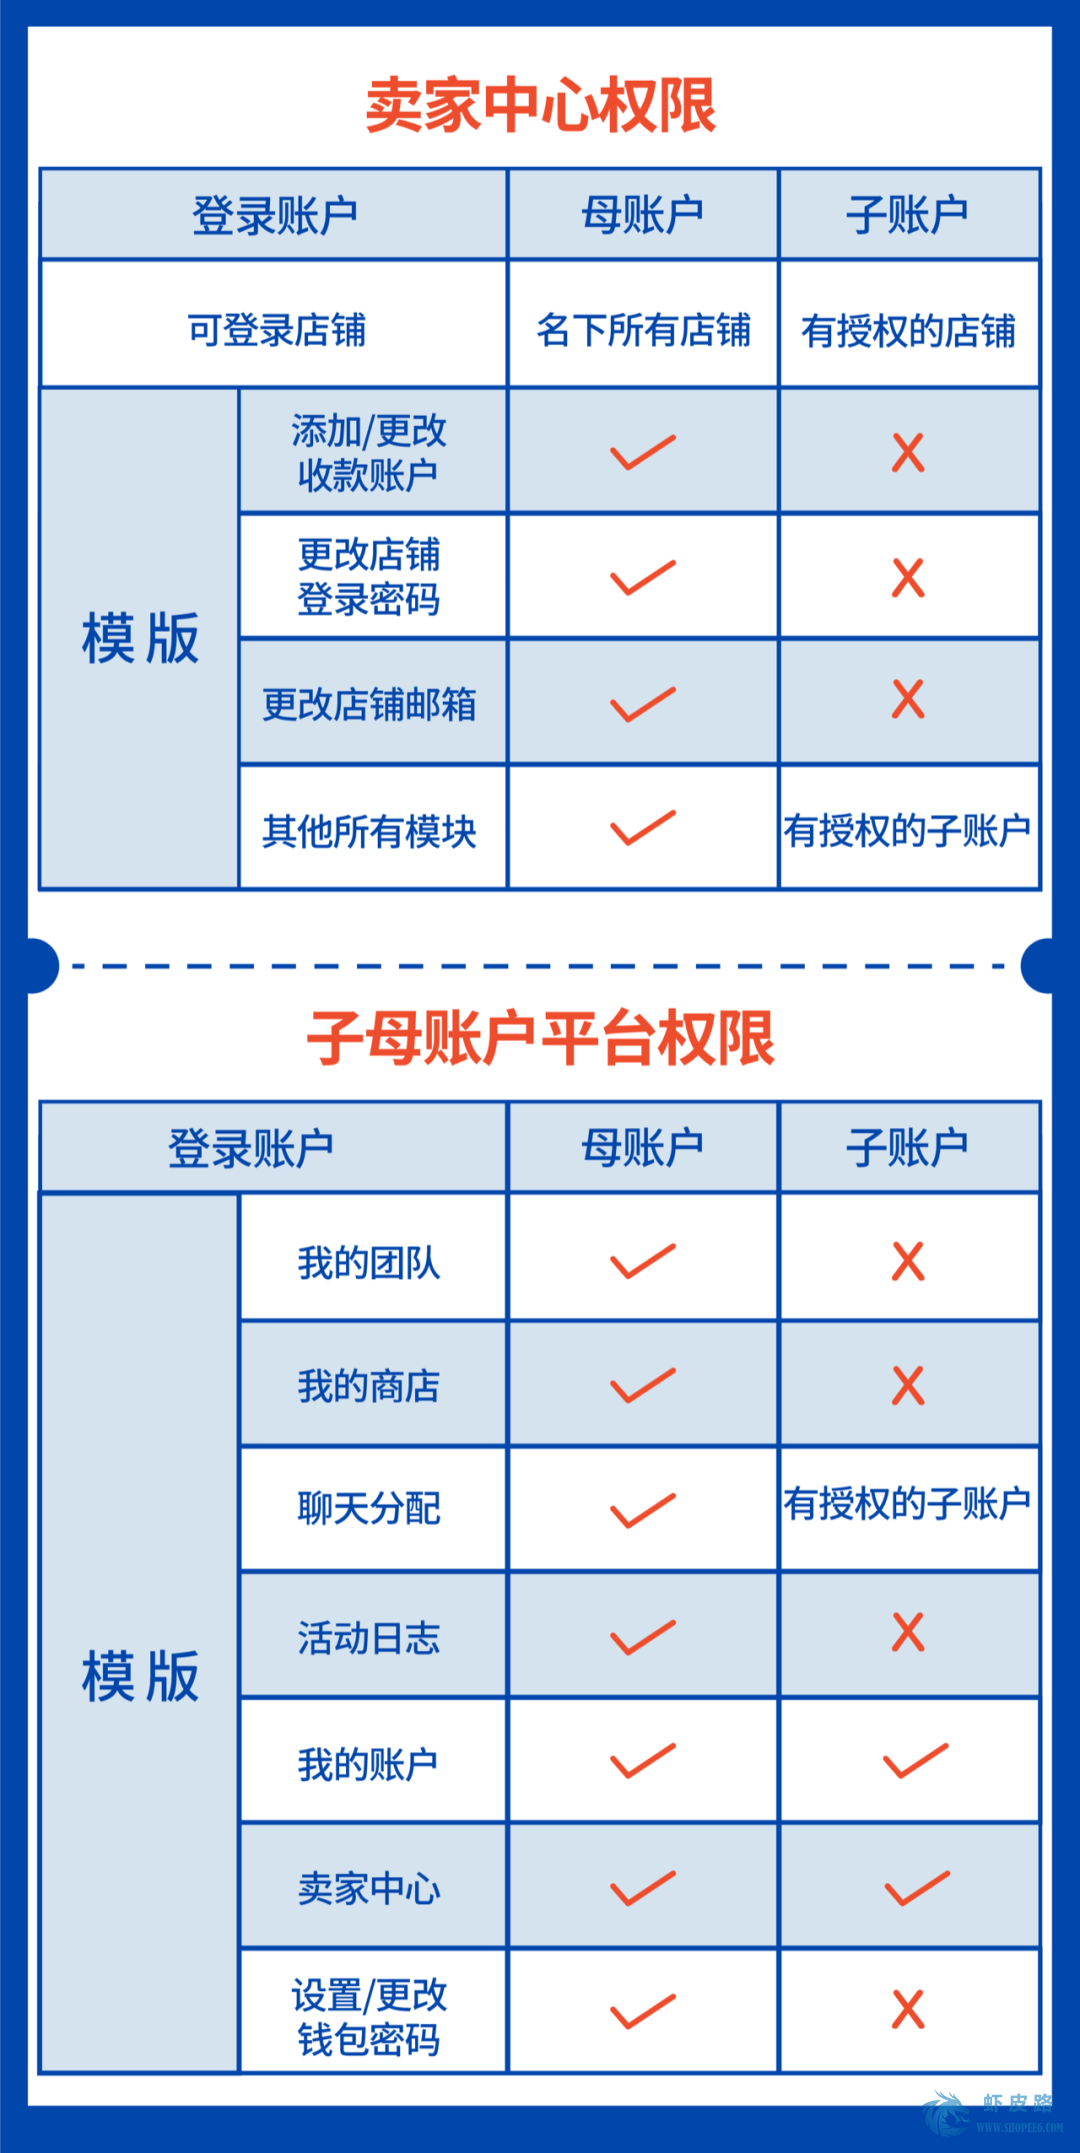 卖家中心权限
登录账户 母账户 子账户
可登录店铺 名下所有店铺 有授权的店铺
模版
添加/更改
收款账户
更改店铺
登录密码
更改店铺邮箱
其他所有模块 有授权的子账户
子母账户平台权限
登录账户 母账户 子账户
模版
我的团队
我的商店
聊天分配 有授权的子账户
活动日志
我的账户
卖家中心
设置/更改
钱包密码
虾皮路
WWW.SHOPEE6.COM